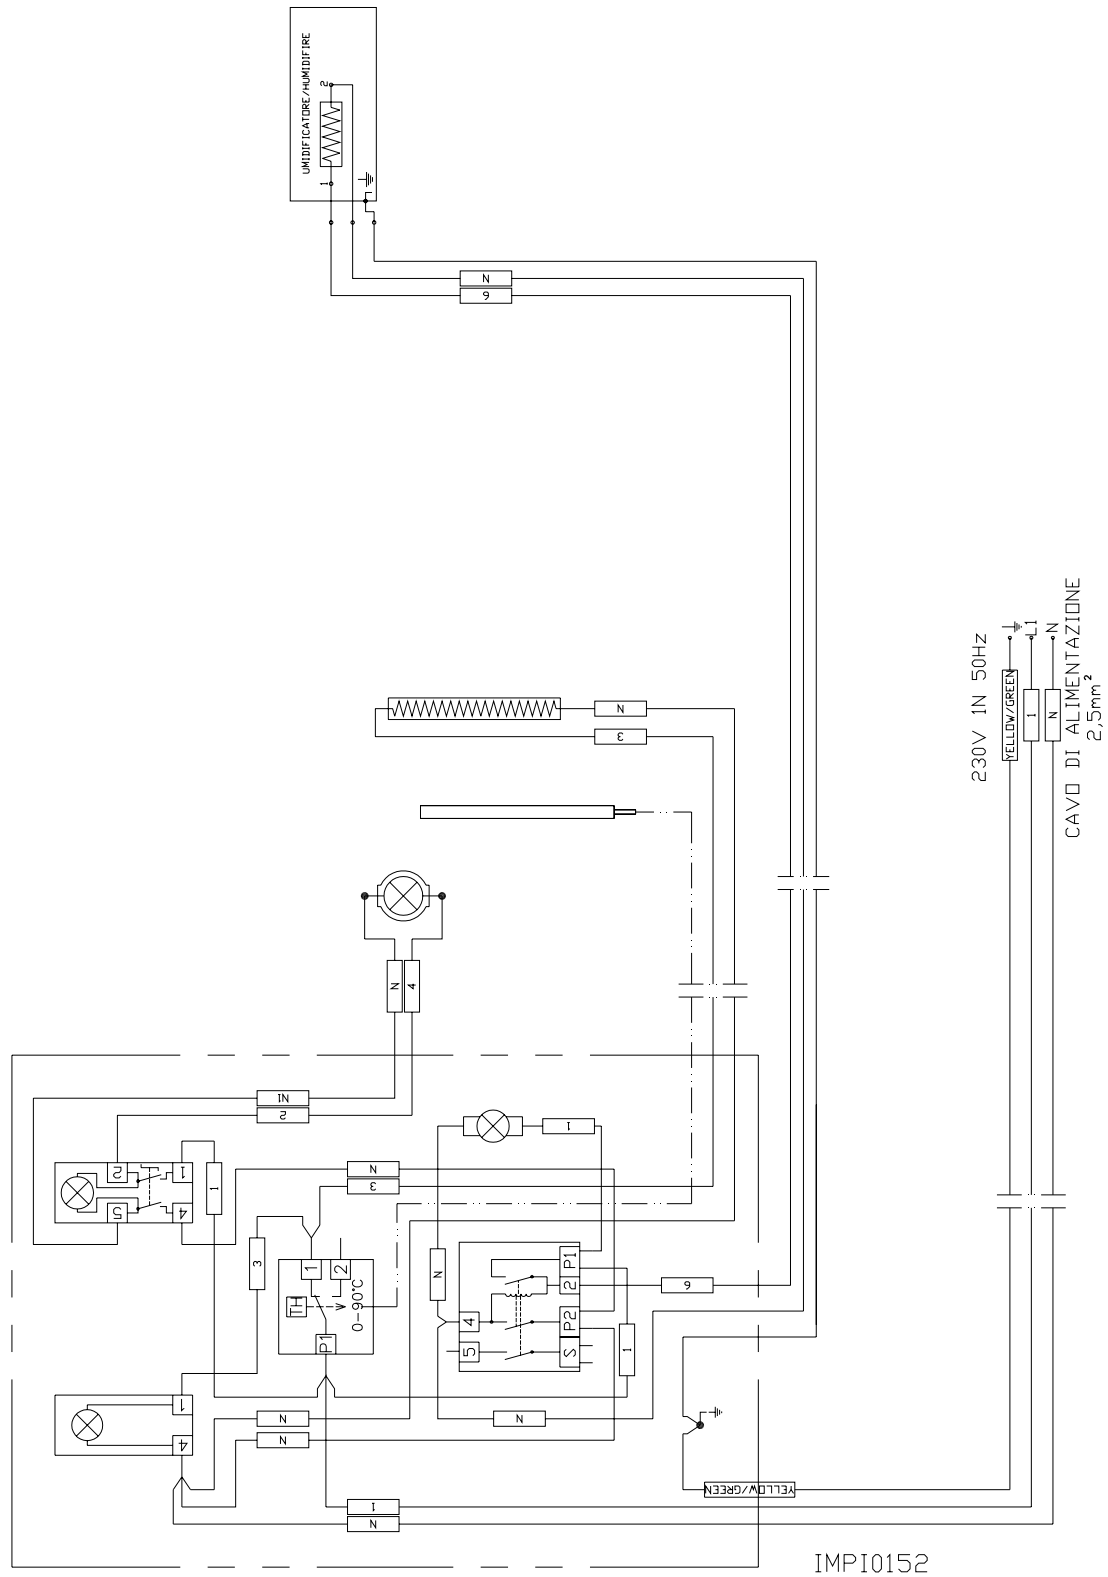 UMIDIFICATORE/HUMIDIFIRE
2
1
N
6
230V 1N 50Hz
YELLOW/GREEN
L1
1
N
N
CAVO DI ALIMENTAZIONE
2,5mm²
N
3
N
4
N1
2
2
1
5
4
1
1
N
3
3
N
1
2
TH
0-90°C
P1
P1
2
4
P2
5
S
6
1
1
4
N
N
N
YELLOW/GREEN
1
N
IMPI0152